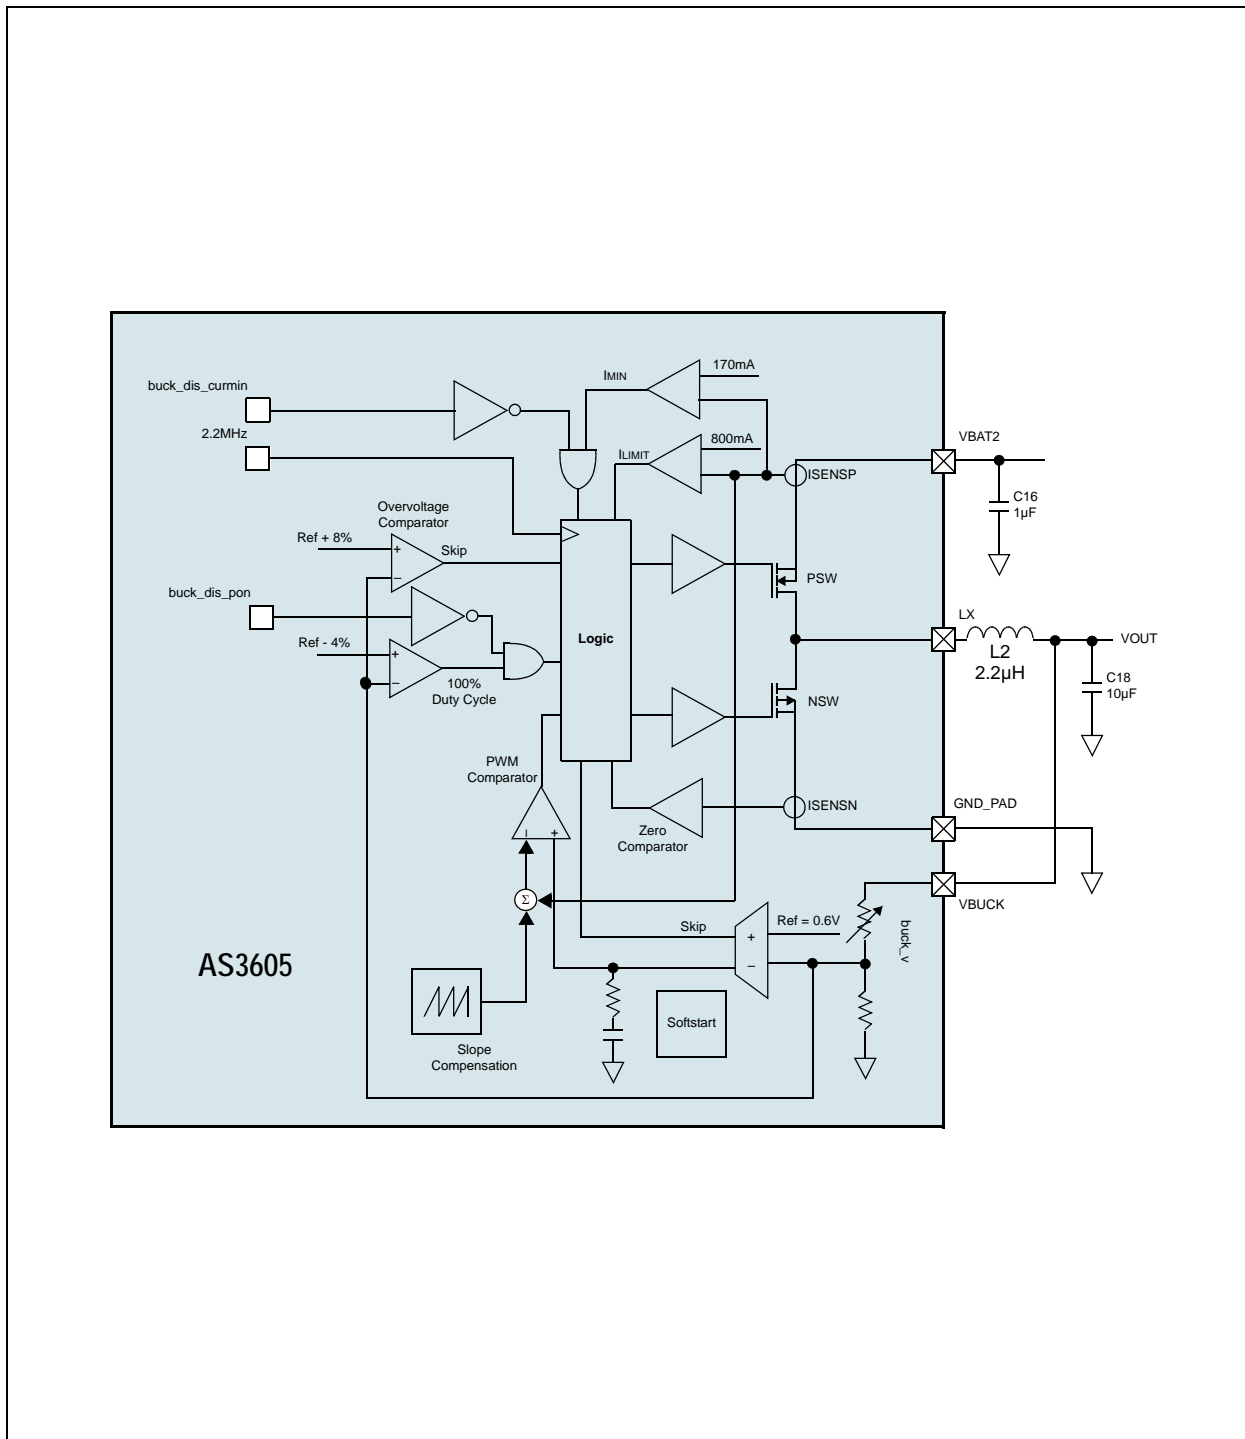 170mA
IMIN
buck_dis_curmin
2.2MHz
800mA
ILIMIT
VBAT2
ISENSP
C16
1µF
Overvoltage
Comparator
Ref + 8%
+
Skip
−
PSW
buck_dis_pon
LX
Logic
Ref - 4%
VOUT
+
L2
2.2µH
−
100%
Duty Cycle
C18
10µF
NSW
PWM
Comparator
GND_PAD
ISENSN
− +
Zero
Comparator
Σ
VBUCK
Ref = 0.6V
Skip
buck_v
+
−
AS3605
Softstart
Slope
Compensation